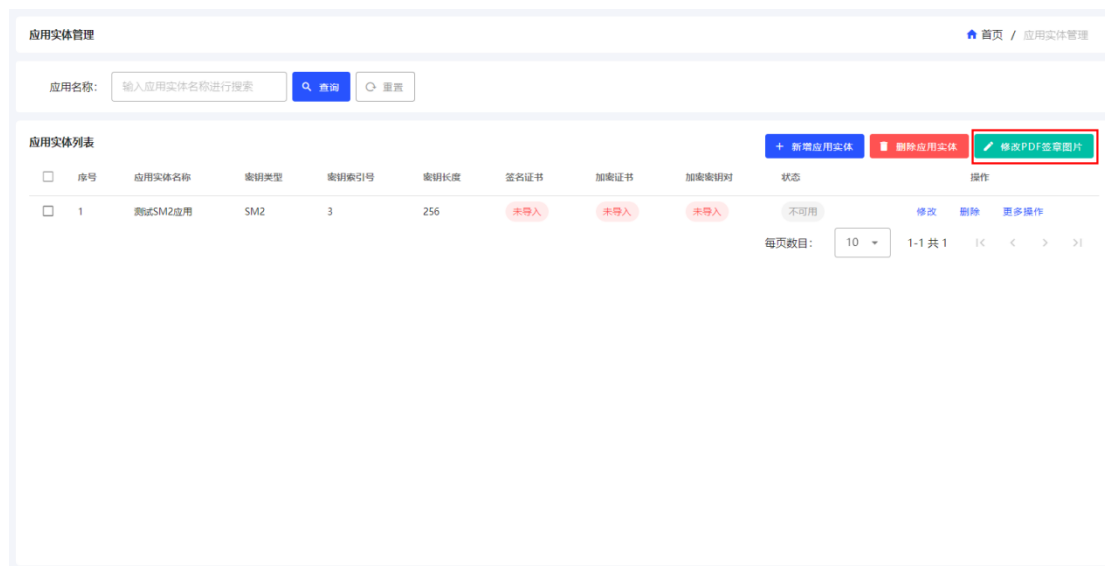 应用实体管理 首页 / 应用实体管理
应用名称： 输入应用实体名称进行搜索 查询 重置
应用实体列表 + 新增应用实体 删除应用实体 修改PDF签章图片
序号 应用实体名称 密钥类型 密钥索引号 密钥长度 签名证书 加密证书 加密密钥对 状态 操作
1 测试SM2应用 SM2 3 256 未导入 未导入 未导入 不可用 修改 删除 更多操作
每页数目： 10 1-1 共 1